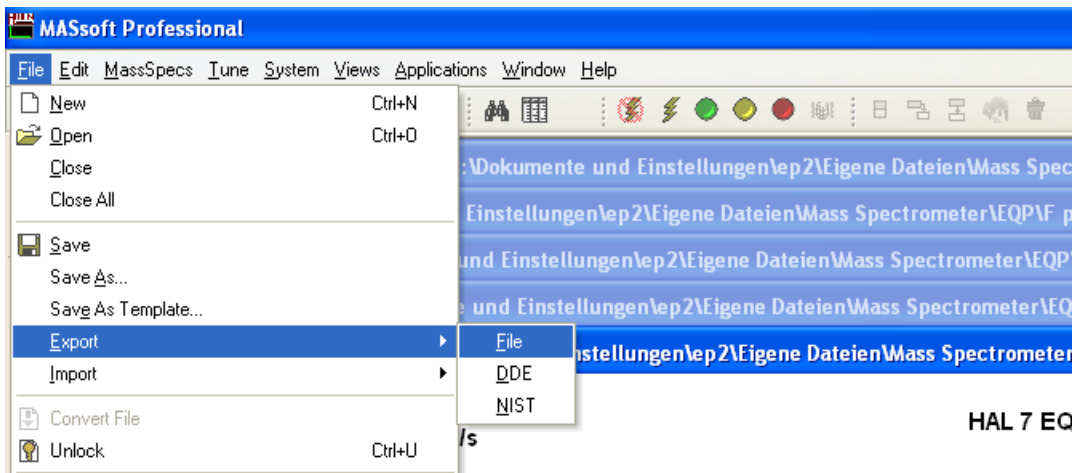 MASsoft Professional
File Edit MassSpecs Tune System Views Applications Window Help
New Ctrl+N
Open Ctrl+O
Close
Close All
Save
Save As...
Save As Template...
Export
Import
Convert File
Unlock Ctrl+U
File
DDE
NIST
:\Dokumente und Einstellungen\ep2\Eigene Dateien\Mass Spec
Einstellungen\ep2\Eigene Dateien\Mass Spectrometer\EQP\F p
und Einstellungen\ep2\Eigene Dateien\Mass Spectrometer\EQP\
e und Einstellungen\ep2\Eigene Dateien\Mass Spectrometer\EQ
nstellungen\ep2\Eigene Dateien\Mass Spectrometer
HAL 7 EQ
/s